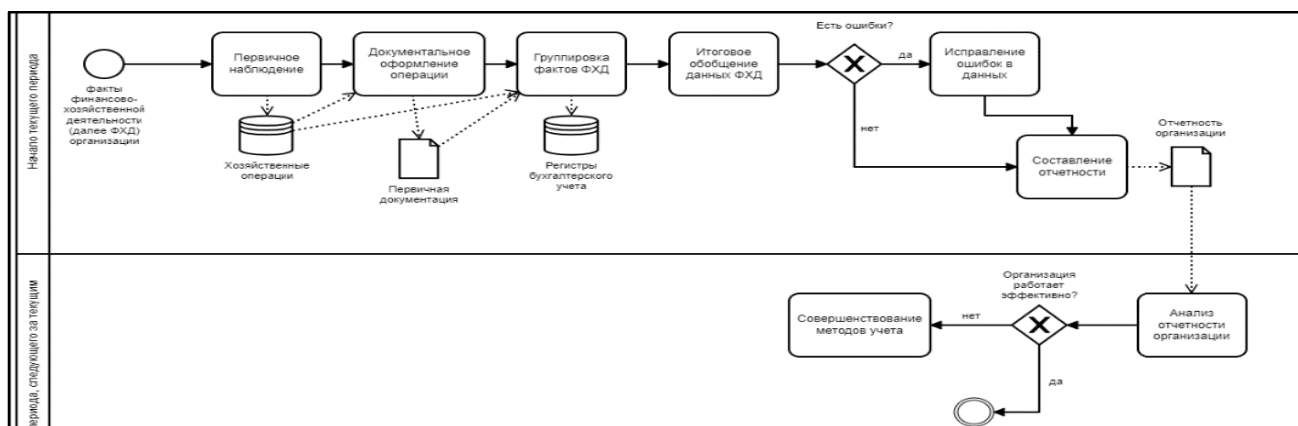 Начало текущего периода
факты
финансово-
хозяйственной
деятельности
(далее ФХД)
организации
Первичное
наблюдение
Хозяйственные
операции
Документальное
оформление
операции
Первичная
документация
Группировка
фактов ФХД
Регистры
бухгалтерского
учета
Итоговое
обобщение
данных ФХД
Есть ошибки?
да
нет
Исправление
ошибок в
данных
Составление
отчетности
Отчетность
организации
периода, следующего за текущим
Анализ
отчетности
организации
Организация
работает
эффективно?
нет
да
Совершенствование
методов учета